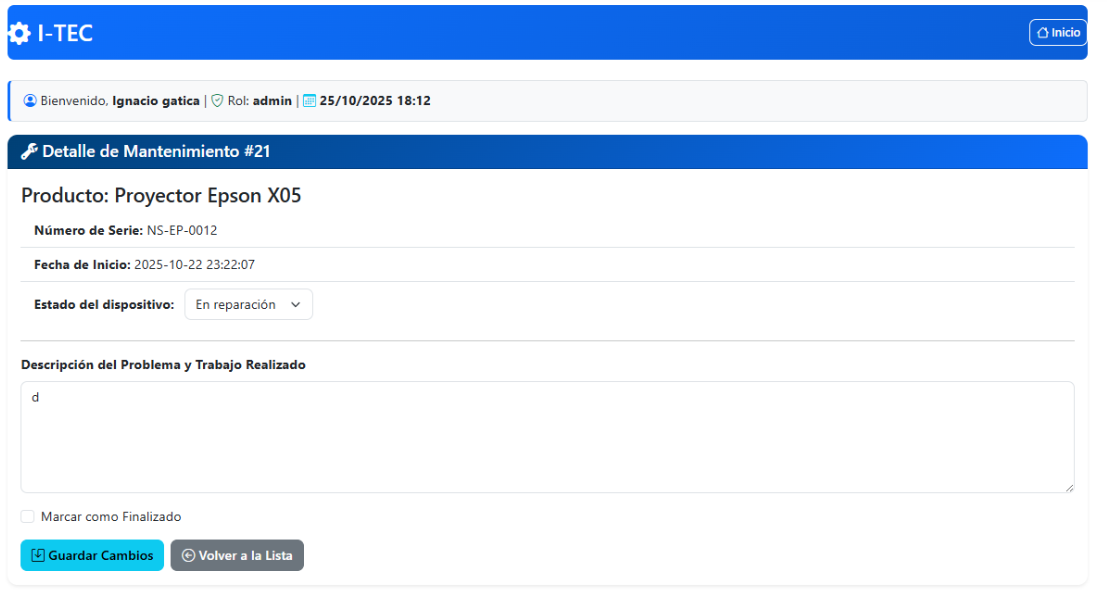 I-TEC
Inicio
Bienvenido, Ignacio gatica | Rol: admin | 25/10/2025 18:12
Detalle de Mantenimiento #21
Producto: Proyector Epson X05
Número de Serie: NS-EP-0012
Fecha de Inicio: 2025-10-22 23:22:07
Estado del dispositivo: En reparación
Descripción del Problema y Trabajo Realizado
d
Marcar como Finalizado
Guardar Cambios
Volver a la Lista